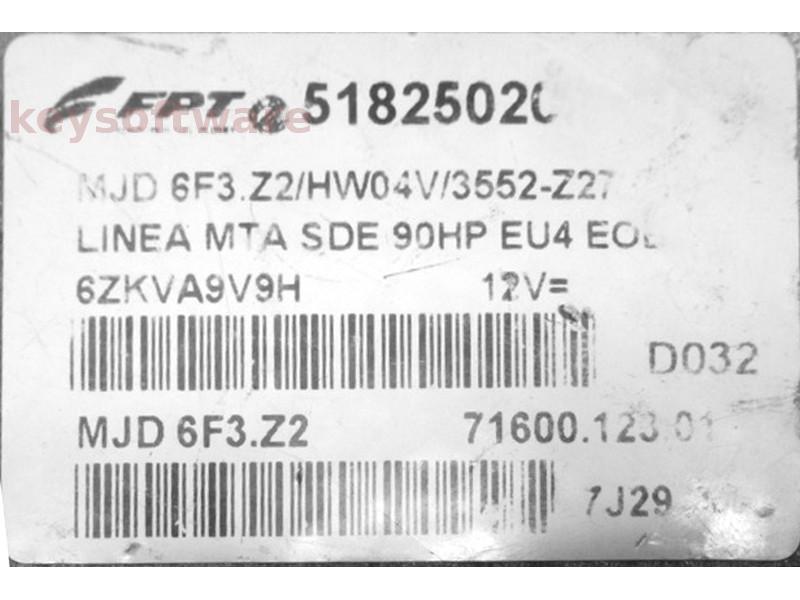 FPT 5182502
keysoftware
MJD 6F3.Z2/HW04V/3552-Z27
LINEA MTA SDE 90HP EU4
6ZKVA9V9H 12V=
D032
MJD 6F3.Z2 71600.123.01
7J29